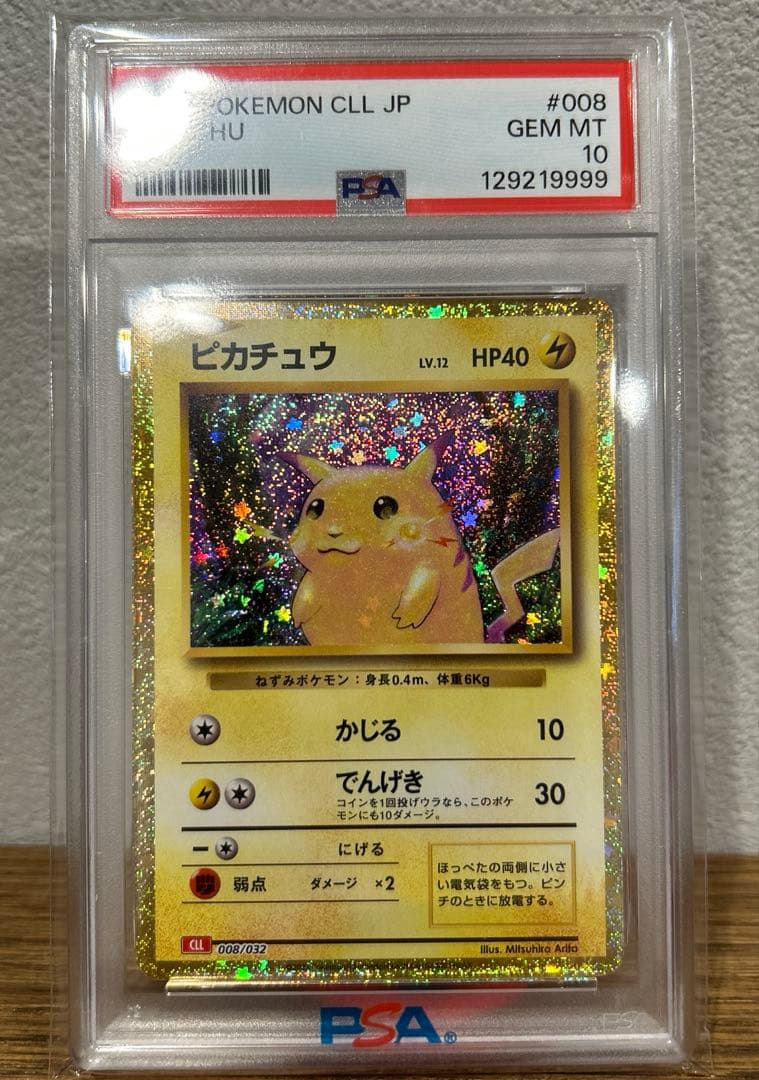 OKEMON CLL JP
#008
HU
GEM MT
10
PSA
129219999
ピカチュウ
LV.12
HP40
ねずみポケモン：身長0.4m、体重6Kg
かじる
10
でんげき
30
コインを1回投げウラなら、このポケ
モンにも10ダメージ。
にげる
弱点
ダメージ ×2
ほっぺたの両側に小さ
い電気袋をもつ。ピン
チのときに放電する。
CLL
008/032
Illus. Mitsuhiro Arita
PSA®